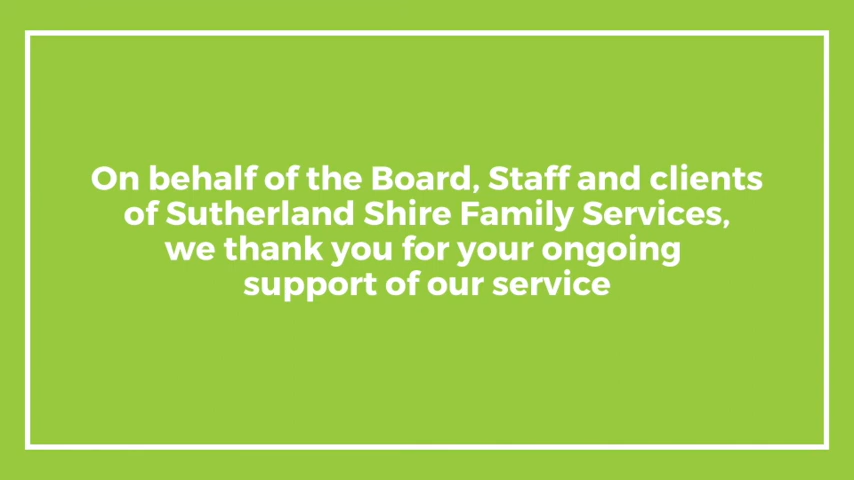 On behalf of the Board, Staff and clients
of Sutherland Shire Family Services,
we thank you for your ongoing
support of our service